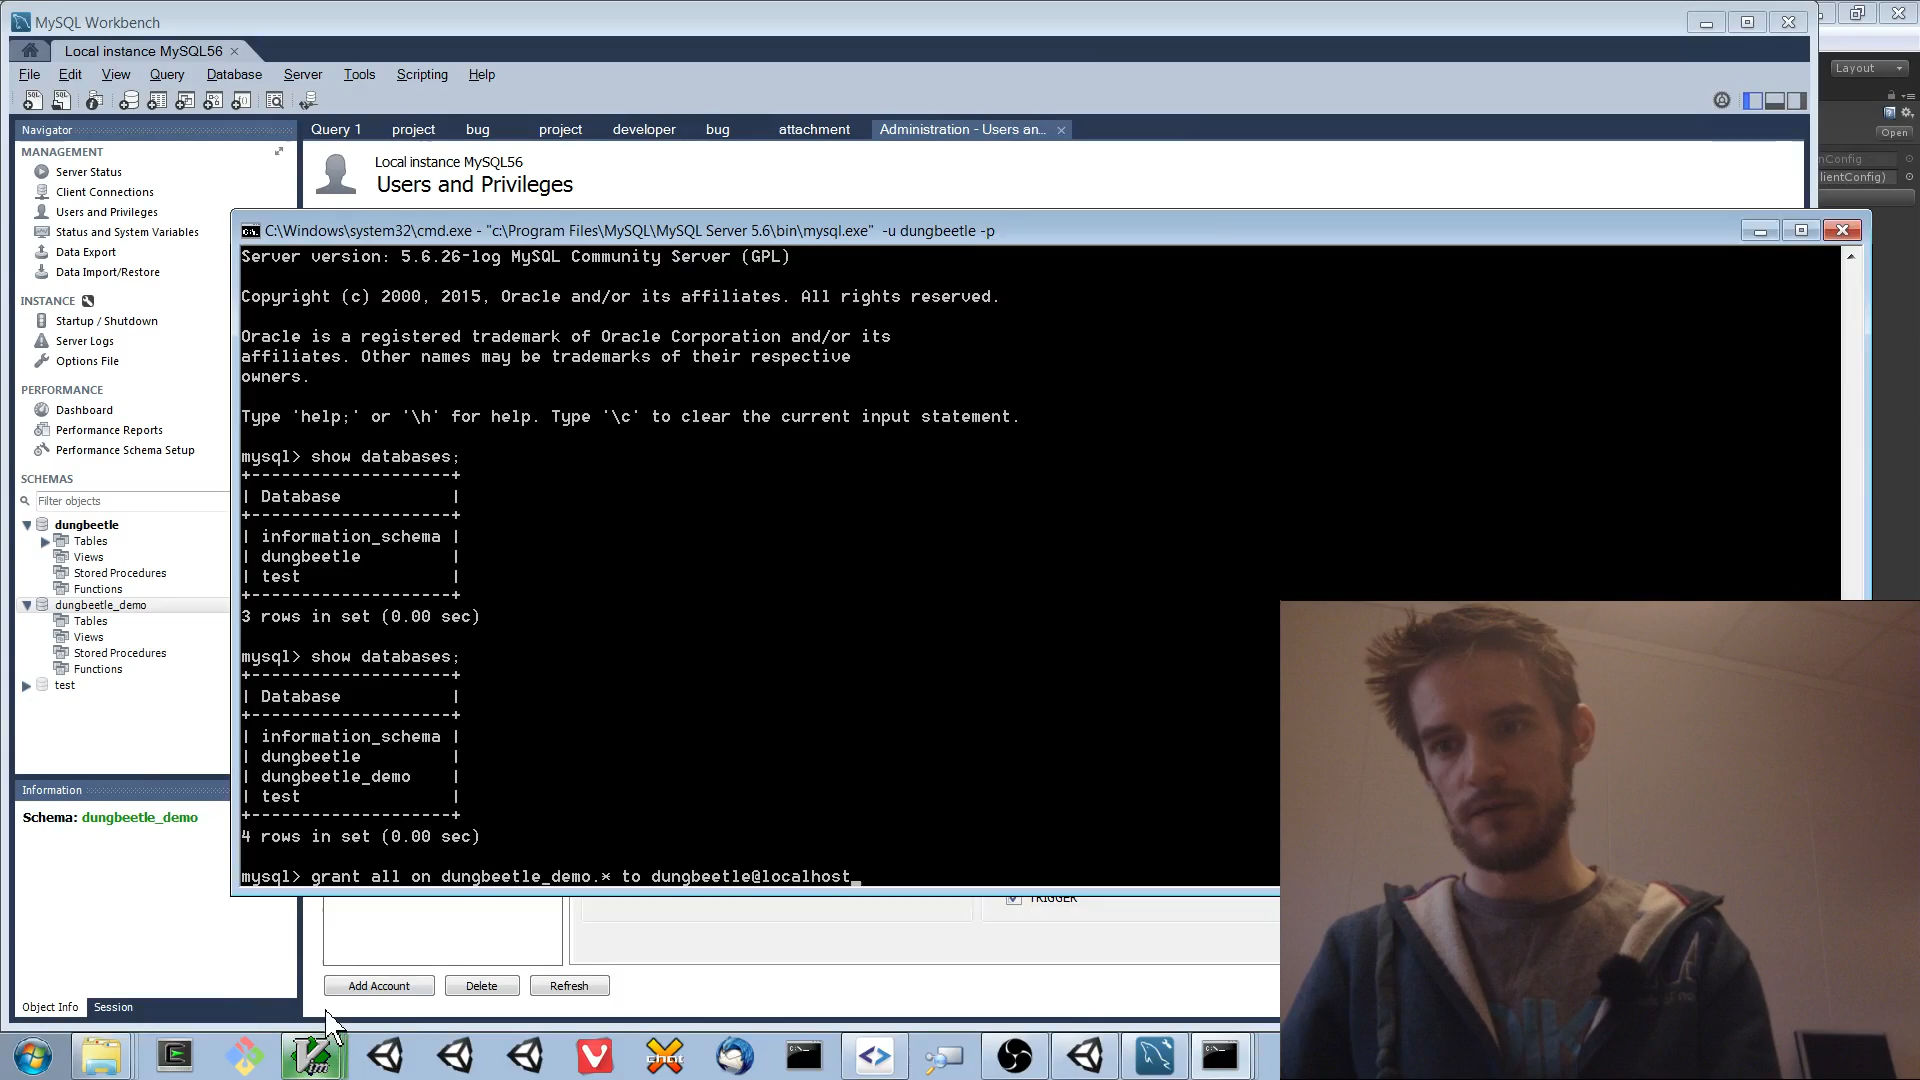 MySQL Workbench
Local instance MySQL56
File Edit View Query Database Server Tools Scripting Help
Layout
Navigator
Query 1 project bug project developer bug attachment Administration - Users an...
Open
MANAGEMENT
Server Status
Client Connections
Users and Privileges
Status and System Variables
Data Export
Data Import/Restore
Local instance MySQL56
Users and Privileges
nConfig
lientConfig)
INSTANCE
Startup / Shutdown
Server Logs
Options File
PERFORMANCE
Dashboard
Performance Reports
Performance Schema Setup
SCHEMAS
Filter objects
dungbeetle
Tables
Views
Stored Procedures
Functions
dungbeetle_demo
Tables
Views
Stored Procedures
Functions
test
Information
Schema: dungbeetle_demo
Object Info Session
C:\Windows\system32\cmd.exe - "c:\Program Files\MySQL\MySQL Server 5.6\bin\mysql.exe" -u dungbeetle -p
Server version: 5.6.26-log MySQL Community Server (GPL)
Copyright (c) 2000, 2015, Oracle and/or its affiliates. All rights reserved.
Oracle is a registered trademark of Oracle Corporation and/or its
affiliates. Other names may be trademarks of their respective
owners.
Type 'help;' or '\h' for help. Type '\c' to clear the current input statement.
mysql> show databases;
+--------------------+
| Database           |
+--------------------+
| information_schema |
| dungbeetle         |
| test               |
+--------------------+
3 rows in set (0.00 sec)
mysql> show databases;
+--------------------+
| Database           |
+--------------------+
| information_schema |
| dungbeetle         |
| dungbeetle_demo    |
| test               |
+--------------------+
4 rows in set (0.00 sec)
mysql> grant all on dungbeetle_demo.* to dungbeetle@localhost_
TRIGGER
Add Account Delete Refresh